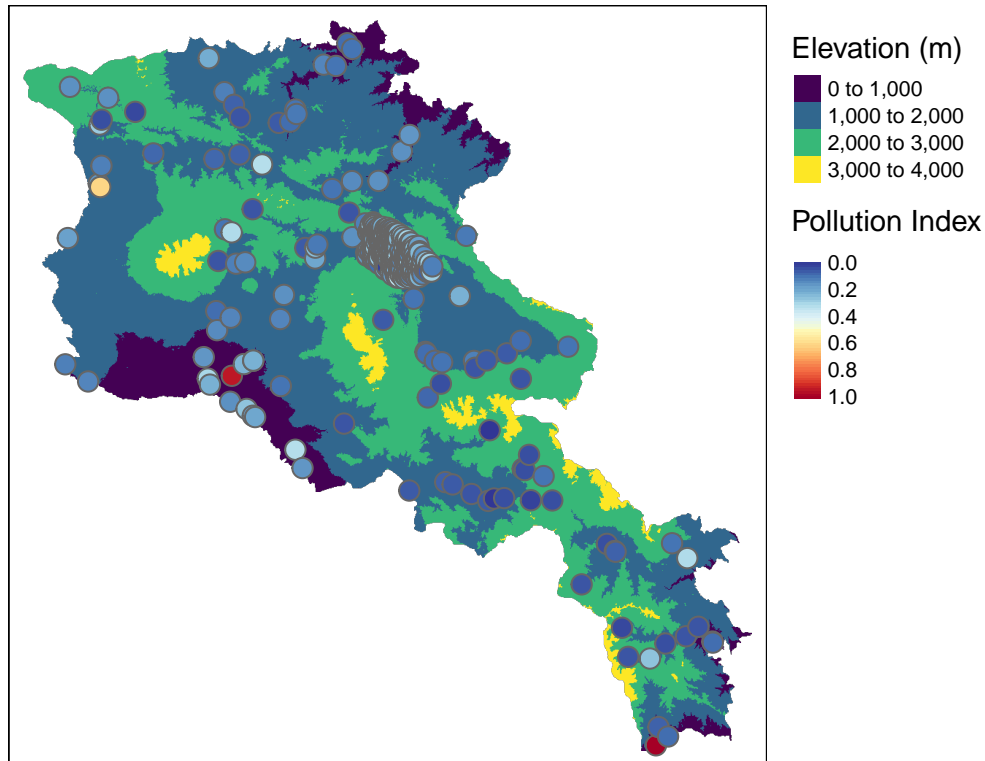 Elevation (m)
0 to 1,000
1,000 to 2,000
2,000 to 3,000
3,000 to 4,000
Pollution Index
0.0
0.2
0.4
0.6
0.8
1.0